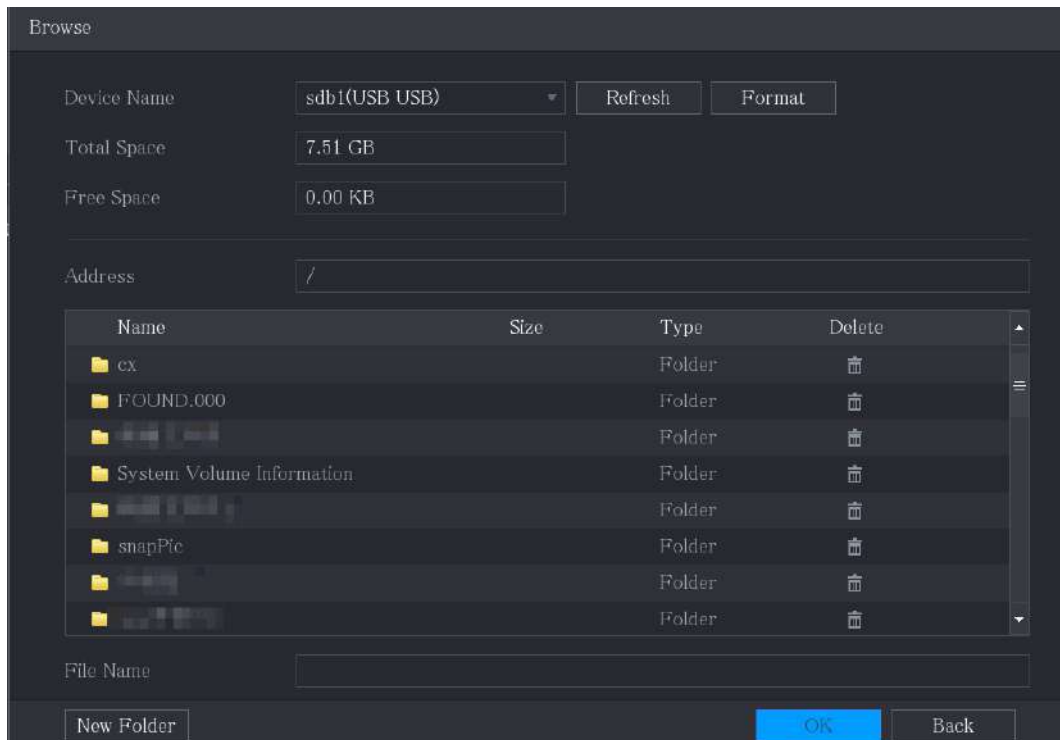 Browse
Device Name sdb1(USB USB) Refresh Format
Total Space 7.51 GB
Free Space 0.00 KB
Address /
Name Size Type Delete
cx Folder
FOUND.000 Folder
Folder
System Volume Information Folder
Folder
snapPic Folder
Folder
Folder
File Name
New Folder OK Back